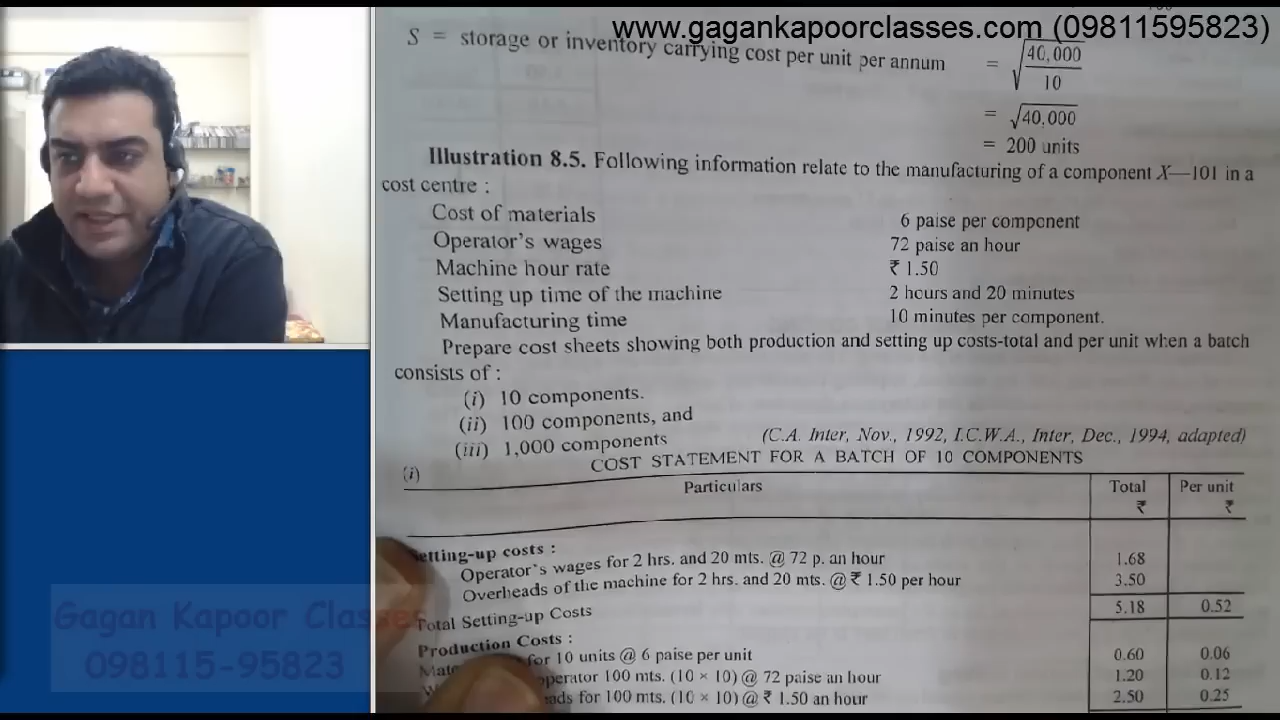 www.gagankapoorclasses.com (09811595823)
S = storage or inventory carrying cost per unit per annum
= √40,000/10
= √40,000
= 200 units
Illustration 8.5. Following information relate to the manufacturing of a component X—101 in a
cost centre :
Cost of materials 6 paise per component
Operator's wages 72 paise an hour
Machine hour rate ₹ 1.50
Setting up time of the machine 2 hours and 20 minutes
Manufacturing time 10 minutes per component.
Prepare cost sheets showing both production and setting up costs-total and per unit when a batch
consists of :
(i) 10 components.
(ii) 100 components, and
(iii) 1,000 components
(C.A. Inter, Nov., 1992, I.C.W.A., Inter, Dec., 1994, adapted)
(i) COST STATEMENT FOR A BATCH OF 10 COMPONENTS
Particulars Total Per unit
₹ ₹
etting-up costs :
Operator's wages for 2 hrs. and 20 mts. @ 72 p. an hour 1.68
Overheads of the machine for 2 hrs. and 20 mts. @ ₹ 1.50 per hour 3.50
Total Setting-up Costs 5.18 0.52
Production Costs :
Mate for 10 units @ 6 paise per unit 0.60 0.06
operator 100 mts. (10 × 10) @ 72 paise an hour 1.20 0.12
ads for 100 mts. (10 × 10) @ ₹ 1.50 an hour 2.50 0.25
Gagan Kapoor Classes
098115-95823